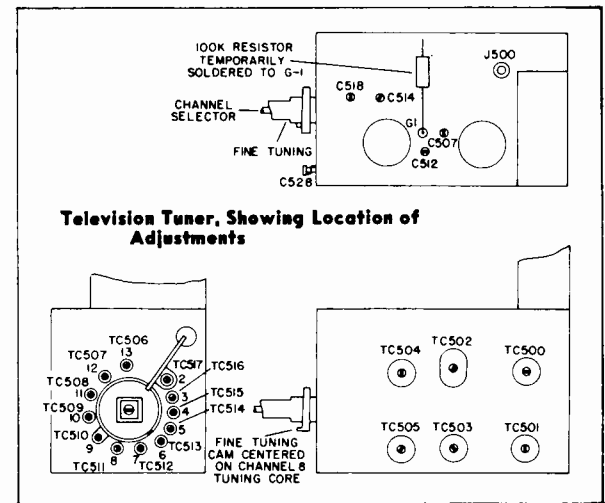 100K RESISTOR
TEMPORARILY
SOLDERED TO G-1
J500
C518
C514
CHANNEL
SELECTOR
G1
C507
FINE TUNING
C512
C528
Television Tuner, Showing Location of
Adjustments
TC506
13
TC507
12
TC517
2
TC516
3
TC508
11
TC515
4
TC509
10
TC514
5
TC510
9
TC513
6
TC511
8
TC512
7
FINE TUNING
CAM CENTERED
ON CHANNEL 8
TUNING CORE
TC504
TC502
TC500
TC505
TC503
TC501